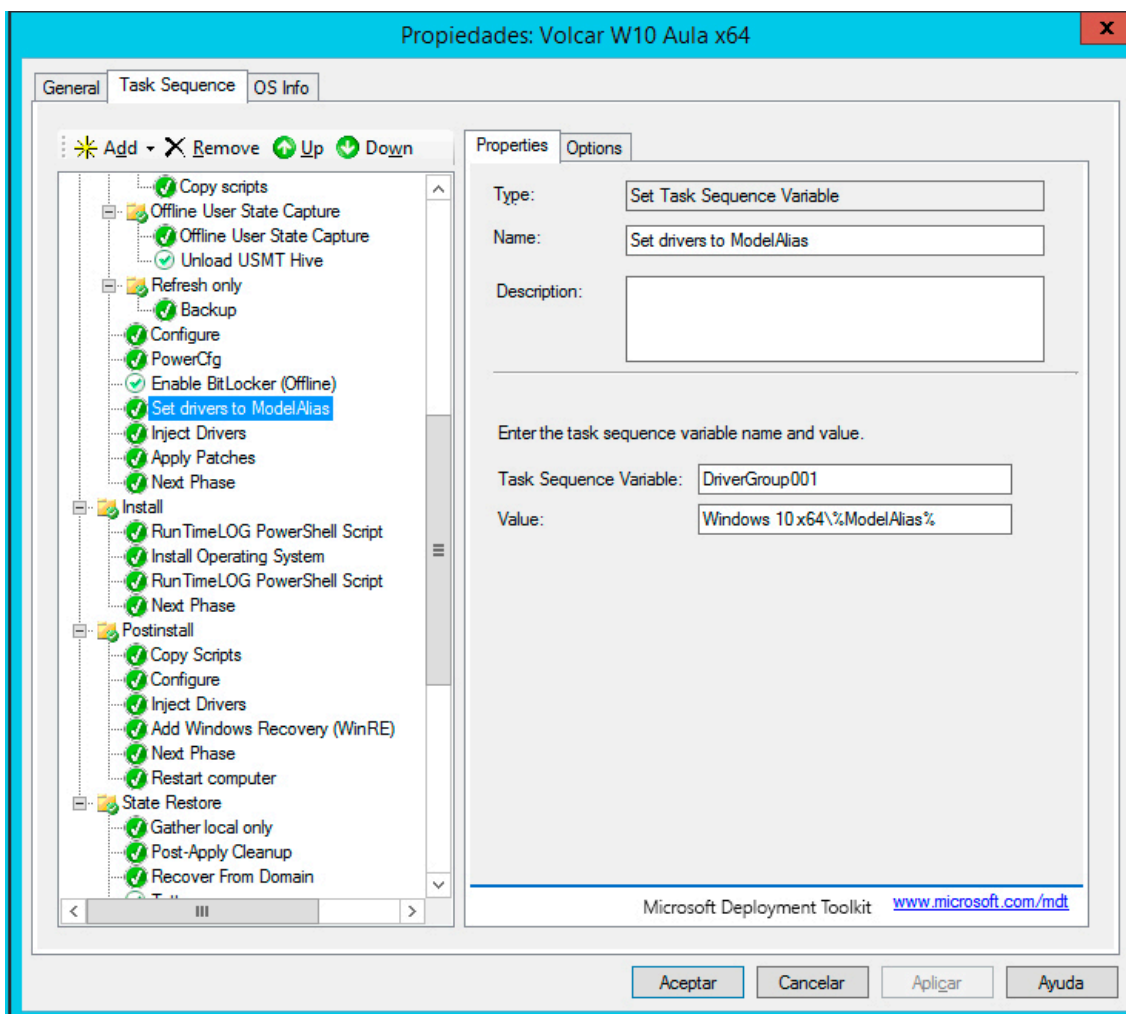 Propiedades: Volcar W10 Aula x64
x
General Task Sequence OS Info
Add Remove Up Down
Copy scripts
Offline User State Capture
Offline User State Capture
Unload USMT Hive
Refresh only
Backup
Configure
PowerCfg
Enable BitLocker (Offline)
Set drivers to ModelAlias
Inject Drivers
Apply Patches
Next Phase
Install
RunTimeLOG PowerShell Script
Install Operating System
RunTimeLOG PowerShell Script
Next Phase
Postinstall
Copy Scripts
Configure
Inject Drivers
Add Windows Recovery (WinRE)
Next Phase
Restart computer
State Restore
Gather local only
Post-Apply Cleanup
Recover From Domain
Properties Options
Type: Set Task Sequence Variable
Name: Set drivers to ModelAlias
Description:
Enter the task sequence variable name and value.
Task Sequence Variable: DriverGroup001
Value: Windows 10 x64\%ModelAlias%
Microsoft Deployment Toolkit www.microsoft.com/mdt
Aceptar Cancelar Aplicar Ayuda